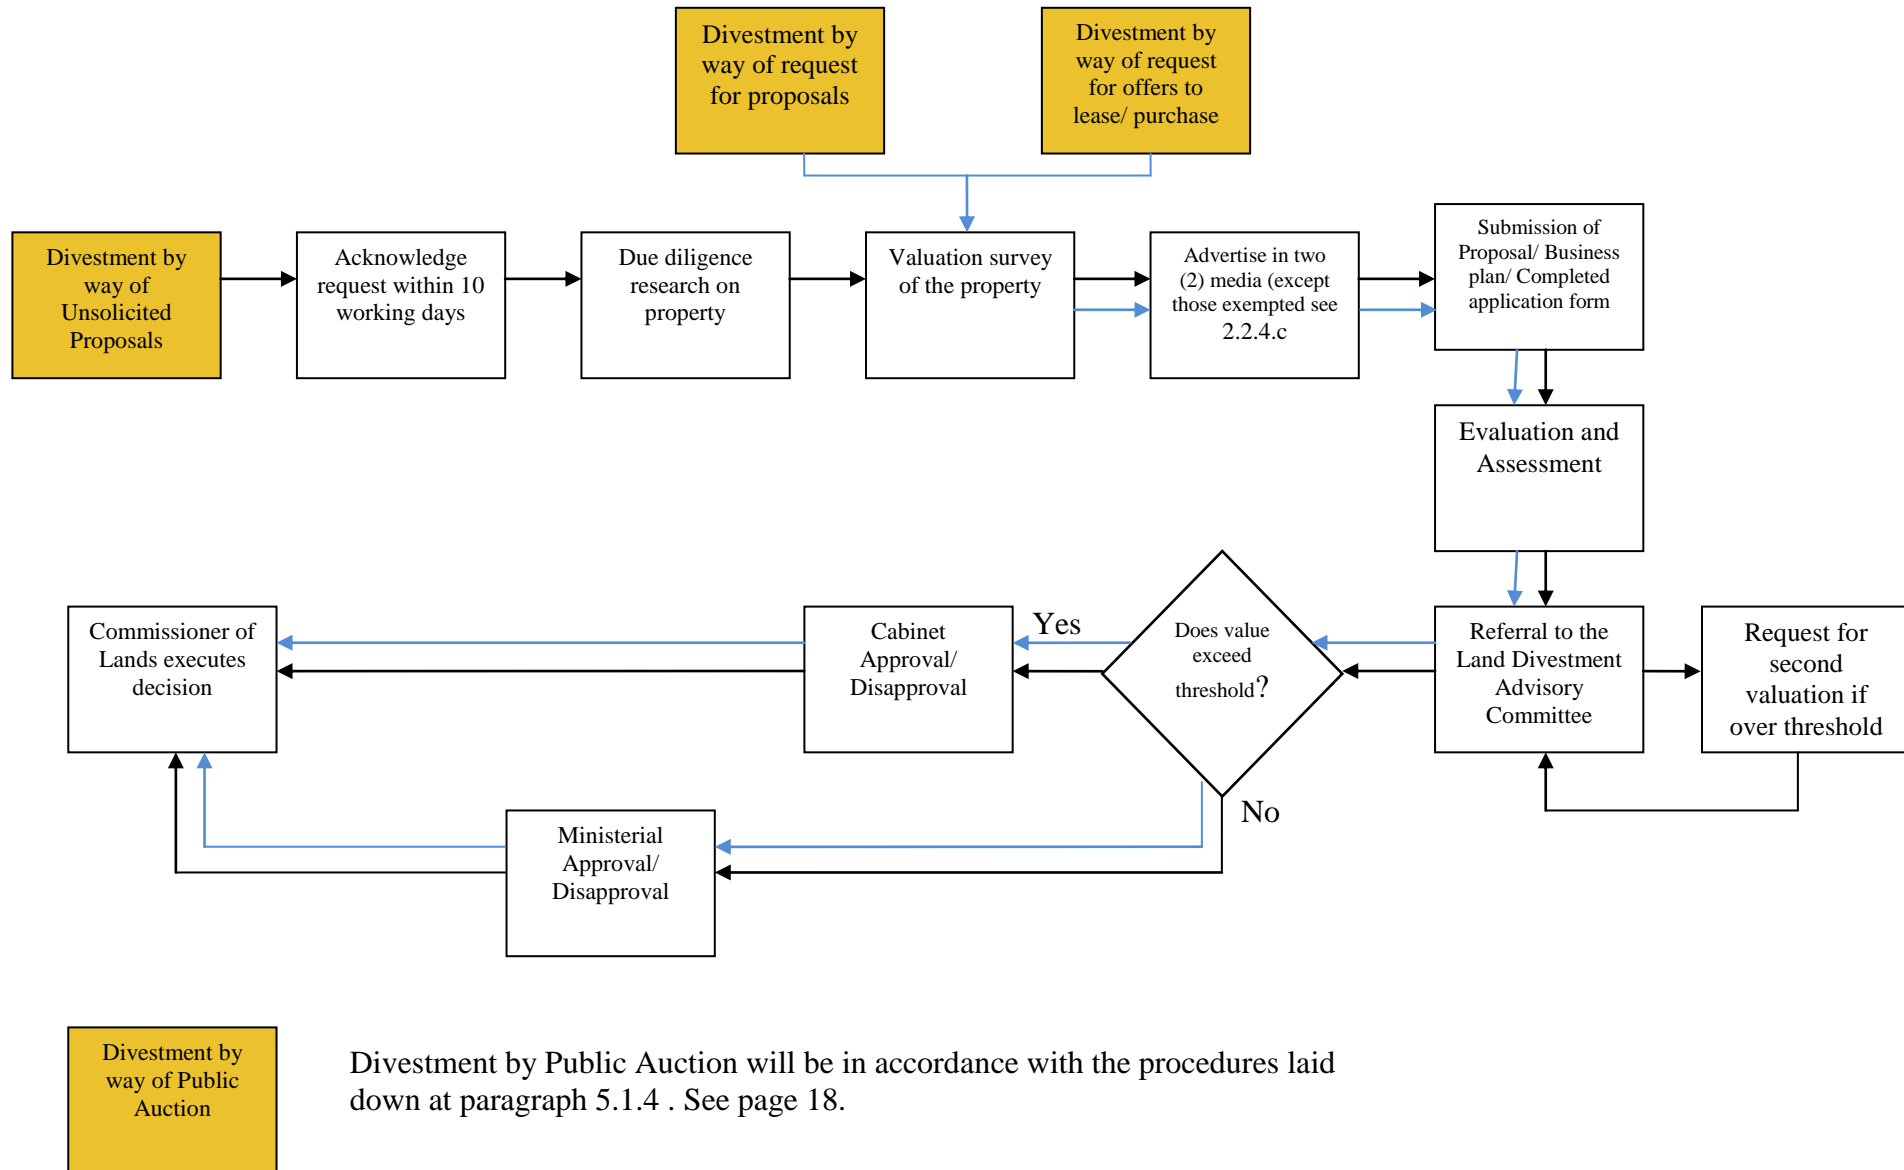 Divestment by
way of request
for proposals
Divestment by
way of request
for offers to
lease/ purchase
Divestment by
way of
Unsolicited
Proposals
Acknowledge
request within 10
working days
Due diligence
research on
property
Valuation survey
of the property
Advertise in two
(2) media (except
those exempted see
2.2.4.c
Submission of
Proposal/ Business
plan/ Completed
application form
Evaluation and
Assessment
Commissioner of
Lands executes
decision
Cabinet
Approval/
Disapproval
Yes
Does value
exceed
threshold?
Referral to the
Land Divestment
Advisory
Committee
Request for
second
valuation if
over threshold
No
Ministerial
Approval/
Disapproval
Divestment by
way of Public
Auction
Divestment by Public Auction will be in accordance with the procedures laid
down at paragraph 5.1.4 . See page 18.